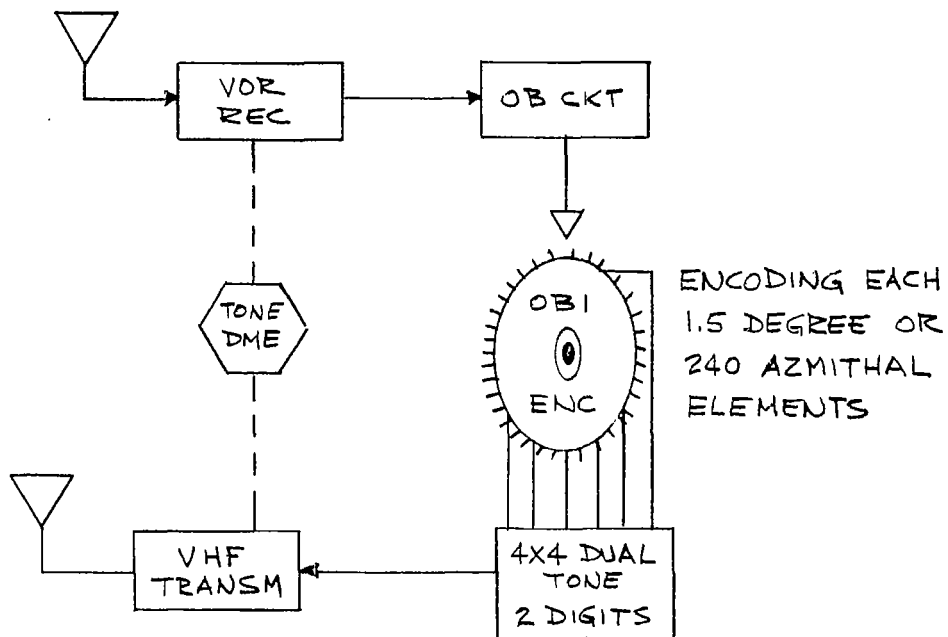 VOR
REC
OB CKT
TONE
DME
OBI
ENC
ENCODING EACH
1.5 DEGREE OR
240 AZMITHAL
ELEMENTS
VHF
TRANSM
4X4 DUAL
TONE
2 DIGITS